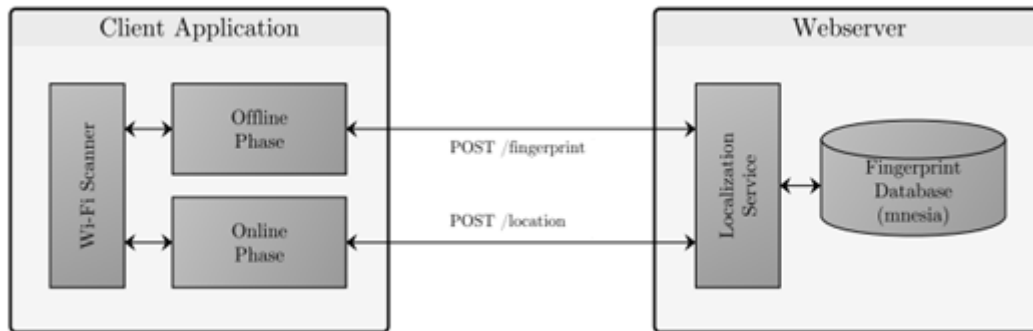 Client Application
Webserver
Wi-Fi Scanner
Offline
Phase
POST /fingerprint
Online
Phase
POST /location
Localization
Service
Fingerprint
Database
(mnesia)